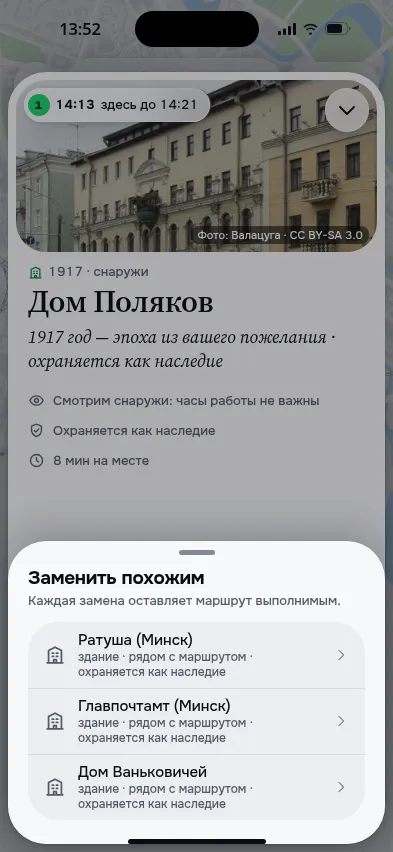 13:52
1 14:13 здесь до 14:21
Фото: Валацуга · CC BY-SA 3.0
1917 · снаружи
Дом Поляков
1917 год — эпоха из вашего пожелания ·
охраняется как наследие
Смотрим снаружи: часы работы не важны
Охраняется как наследие
8 мин на месте
Заменить похожим
Каждая замена оставляет маршрут выполнимым.
Ратуша (Минск)
здание · рядом с маршрутом ·
охраняется как наследие
Главпочтамт (Минск)
здание · рядом с маршрутом ·
охраняется как наследие
Дом Ваньковичей
здание · рядом с маршрутом ·
охраняется как наследие